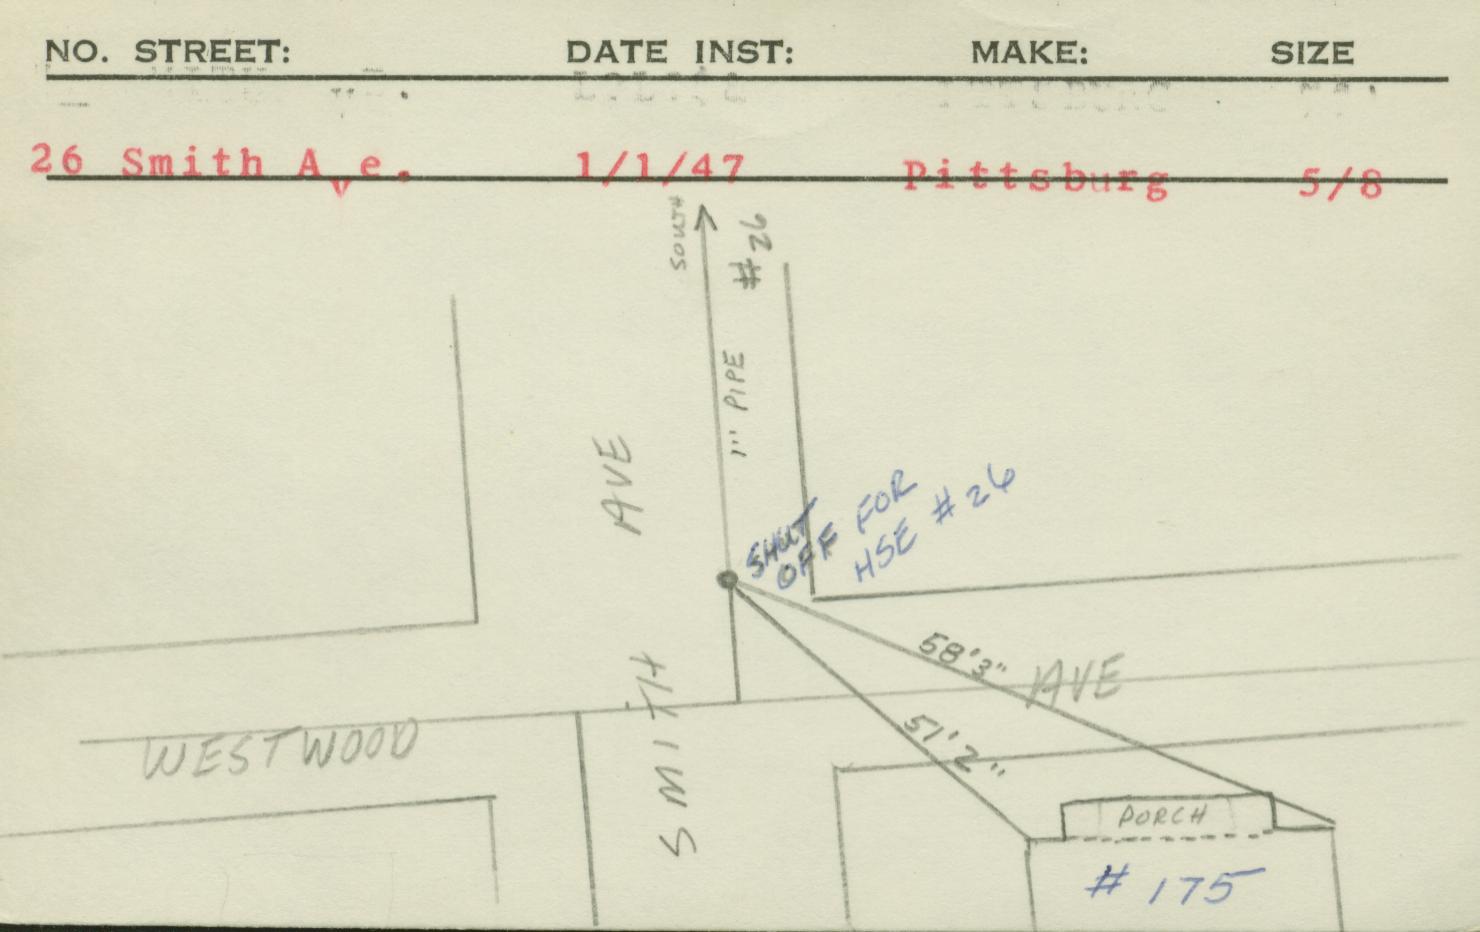 NO. STREET: DATE INST: MAKE: SIZE
26 Smith Ave. 1/1/47 Pittsburg 5/8
SOUTH
#26
1" PIPE
SMITH AVE
SHUT OFF FOR
HSE #26
58'3"
51'2"
WESTWOOD AVE
PORCH
#175